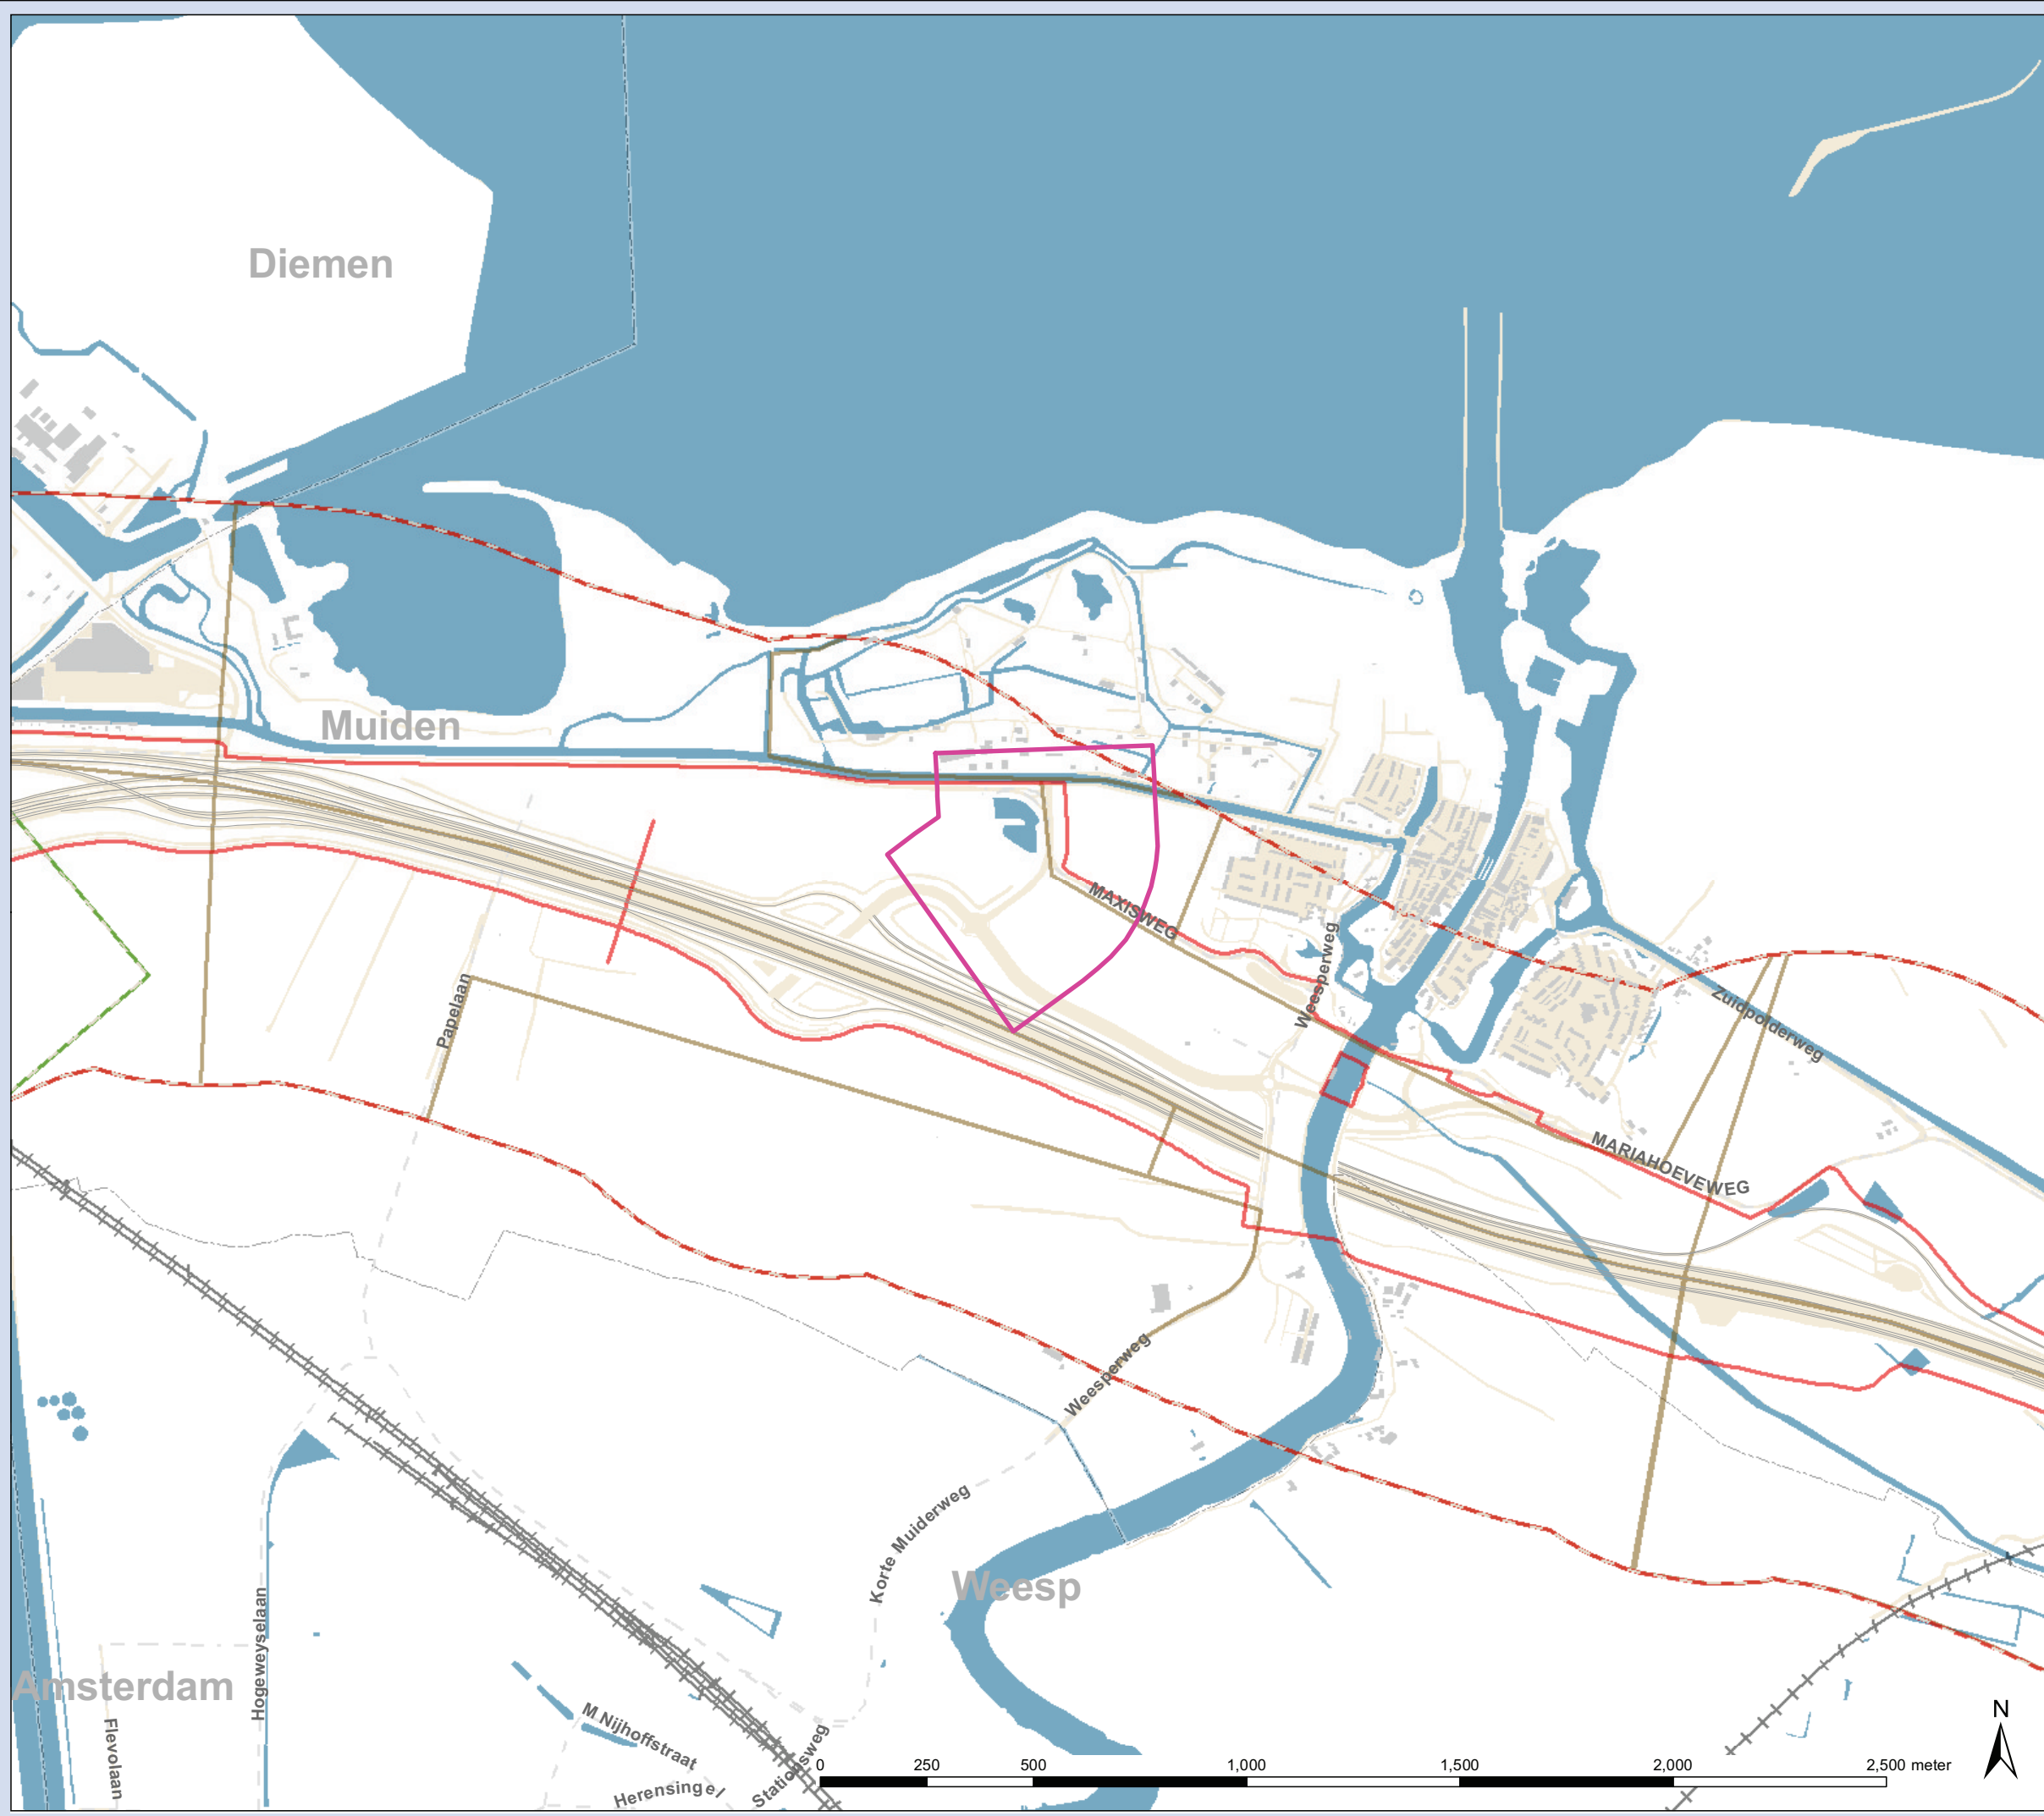 Diemen
Muiden
MAXISWEG
Weesperweg
Papelaan
Zuidpolderweg
MARIAHOEVEWEG
Weesperweg
Korte Muiderweg
Weesp
Hogeweyselaan
Amsterdam
Flevolaan
M Nijhoffstraat
Herensingel
Stationsweg
N
0 250 500 1,000 1,500 2,000 2,500 meter